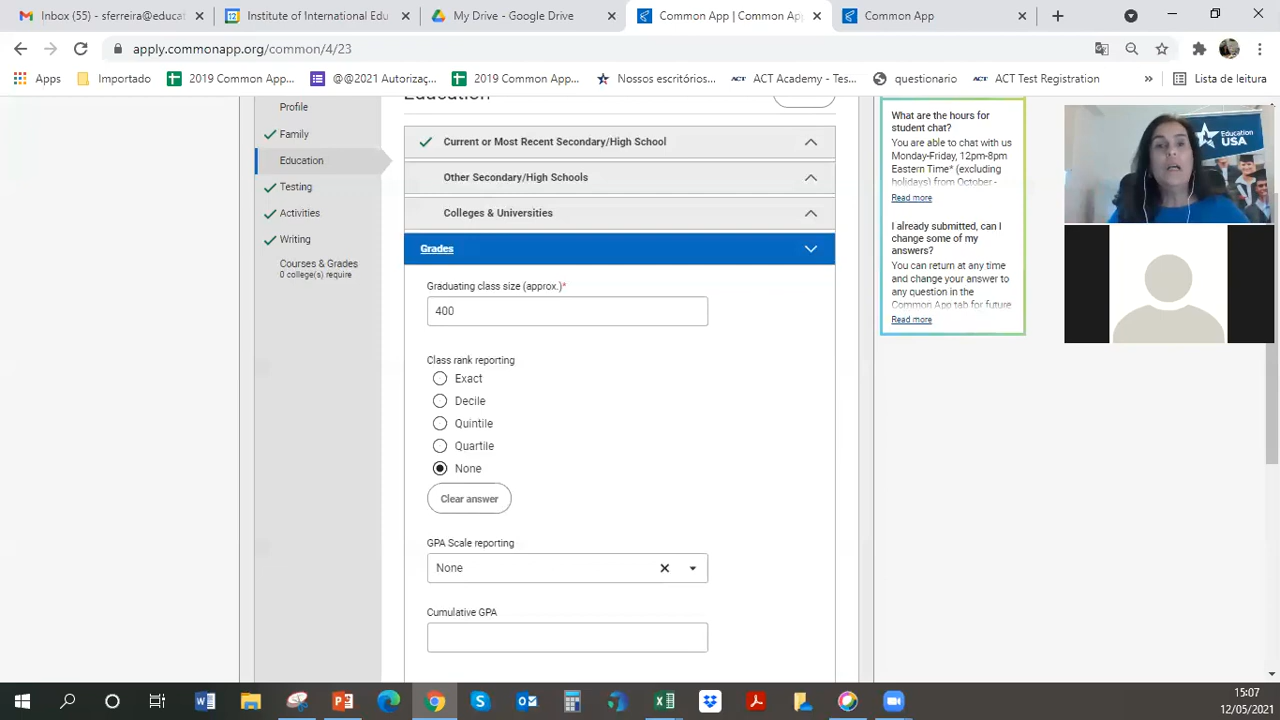 Inbox (55) - sferreira@educat
Institute of International Edu
My Drive - Google Drive
Common App | Common App
Common App
apply.commonapp.org/common/4/23
Apps
Importado
2019 Common App...
@@2021 Autorizaç...
2019 Common App...
Nossos escritórios...
ACT Academy - Tes...
questionario
ACT Test Registration
»
Lista de leitura
Profile
Family
Education
Testing
Activities
Writing
Courses & Grades
0 college(s) require
Education
Current or Most Recent Secondary/High School
Other Secondary/High Schools
Colleges & Universities
Grades
Graduating class size (approx.)*
400
Class rank reporting
Exact
Decile
Quintile
Quartile
None
Clear answer
GPA Scale reporting
None
Cumulative GPA
What are the hours for
student chat?
You are able to chat with us
Monday-Friday, 12pm-8pm
Eastern Time* (excluding
holidays) from October -
Read more
I already submitted, can I
change some of my
answers?
You can return at any time
and change your answer to
any question in the
Common App tab for future
Read more
Education
USA
15:07
12/05/2021